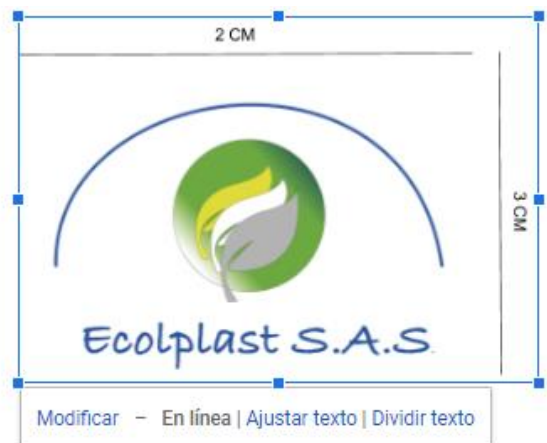 2 CM
3 CM
Ecolplast S.A.S.
Modificar – En línea | Ajustar texto | Dividir texto